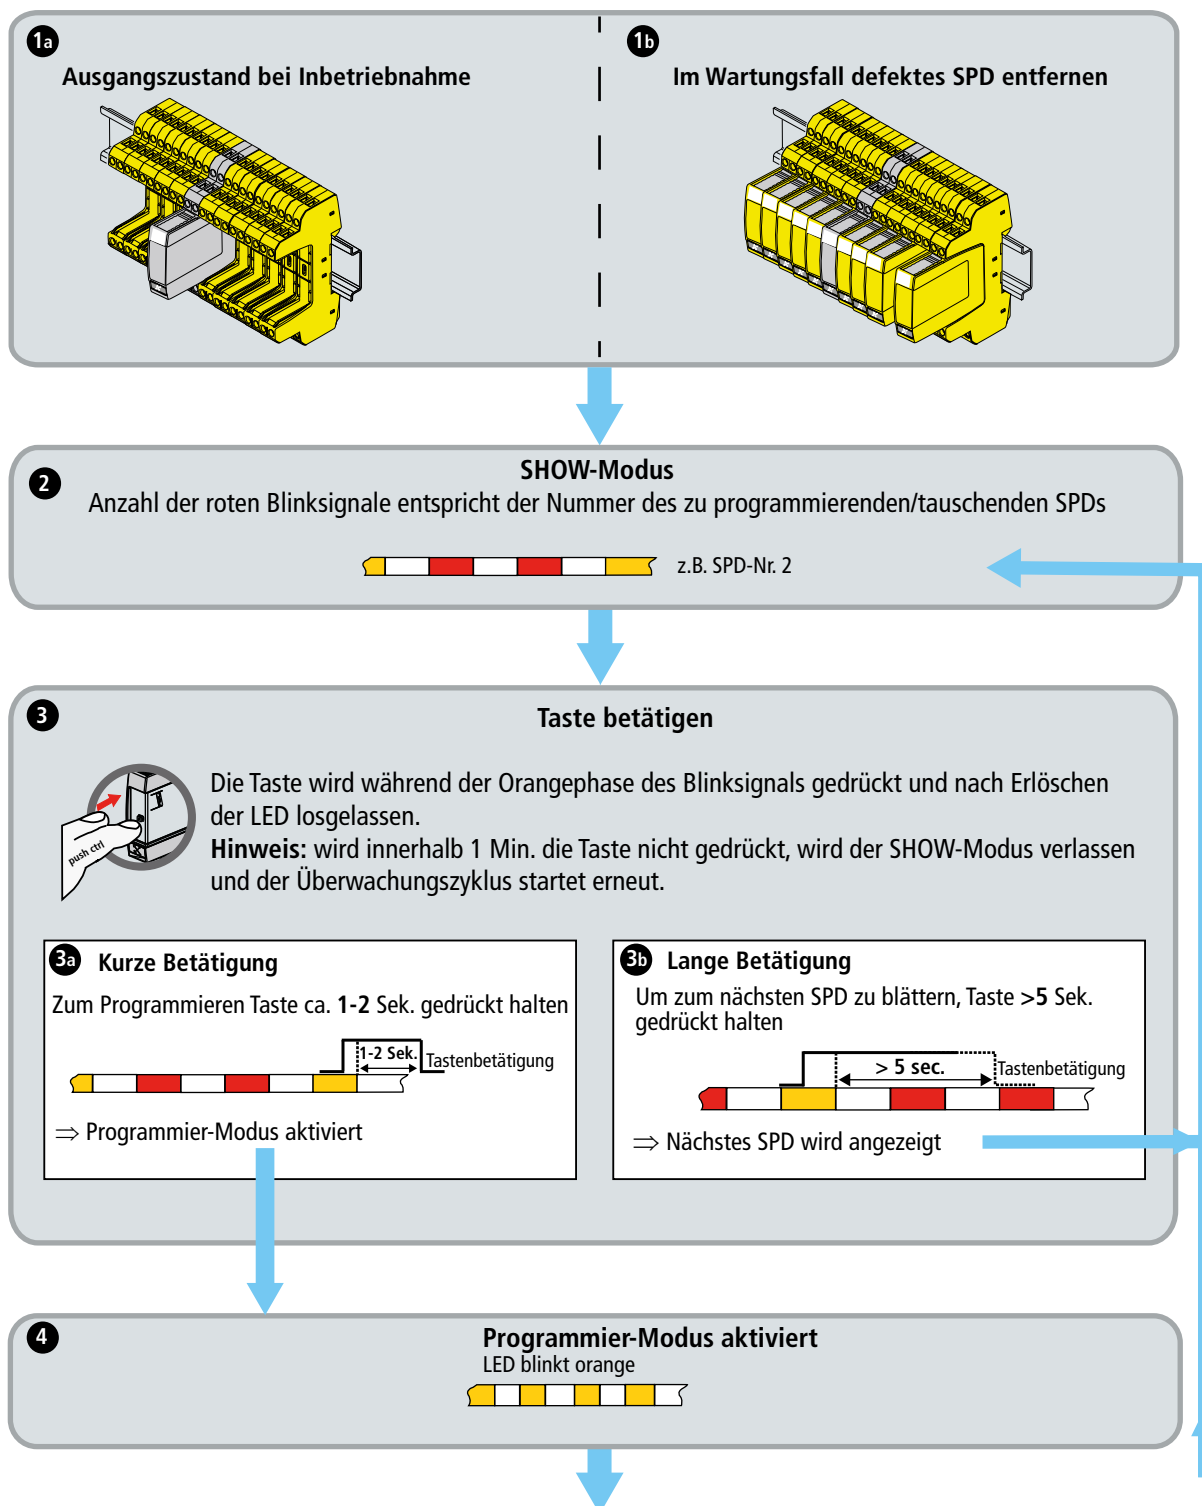 1a
Ausgangszustand bei Inbetriebnahme
1b
Im Wartungsfall defektes SPD entfernen
2
SHOW-Modus
Anzahl der roten Blinksignale entspricht der Nummer des zu programmierenden/tauschenden SPDs
z.B. SPD-Nr. 2
3
Taste betätigen
push ctrl
Die Taste wird während der Orangephase des Blinksignals gedrückt und nach Erlöschen
der LED losgelassen.
Hinweis: wird innerhalb 1 Min. die Taste nicht gedrückt, wird der SHOW-Modus verlassen
und der Überwachungszyklus startet erneut.
3a Kurze Betätigung
Zum Programmieren Taste ca. 1-2 Sek. gedrückt halten
1-2 Sek.
Tastenbetätigung
⇒ Programmier-Modus aktiviert
3b Lange Betätigung
Um zum nächsten SPD zu blättern, Taste >5 Sek.
gedrückt halten
> 5 sec.
Tastenbetätigung
⇒ Nächstes SPD wird angezeigt
4
Programmier-Modus aktiviert
LED blinkt orange